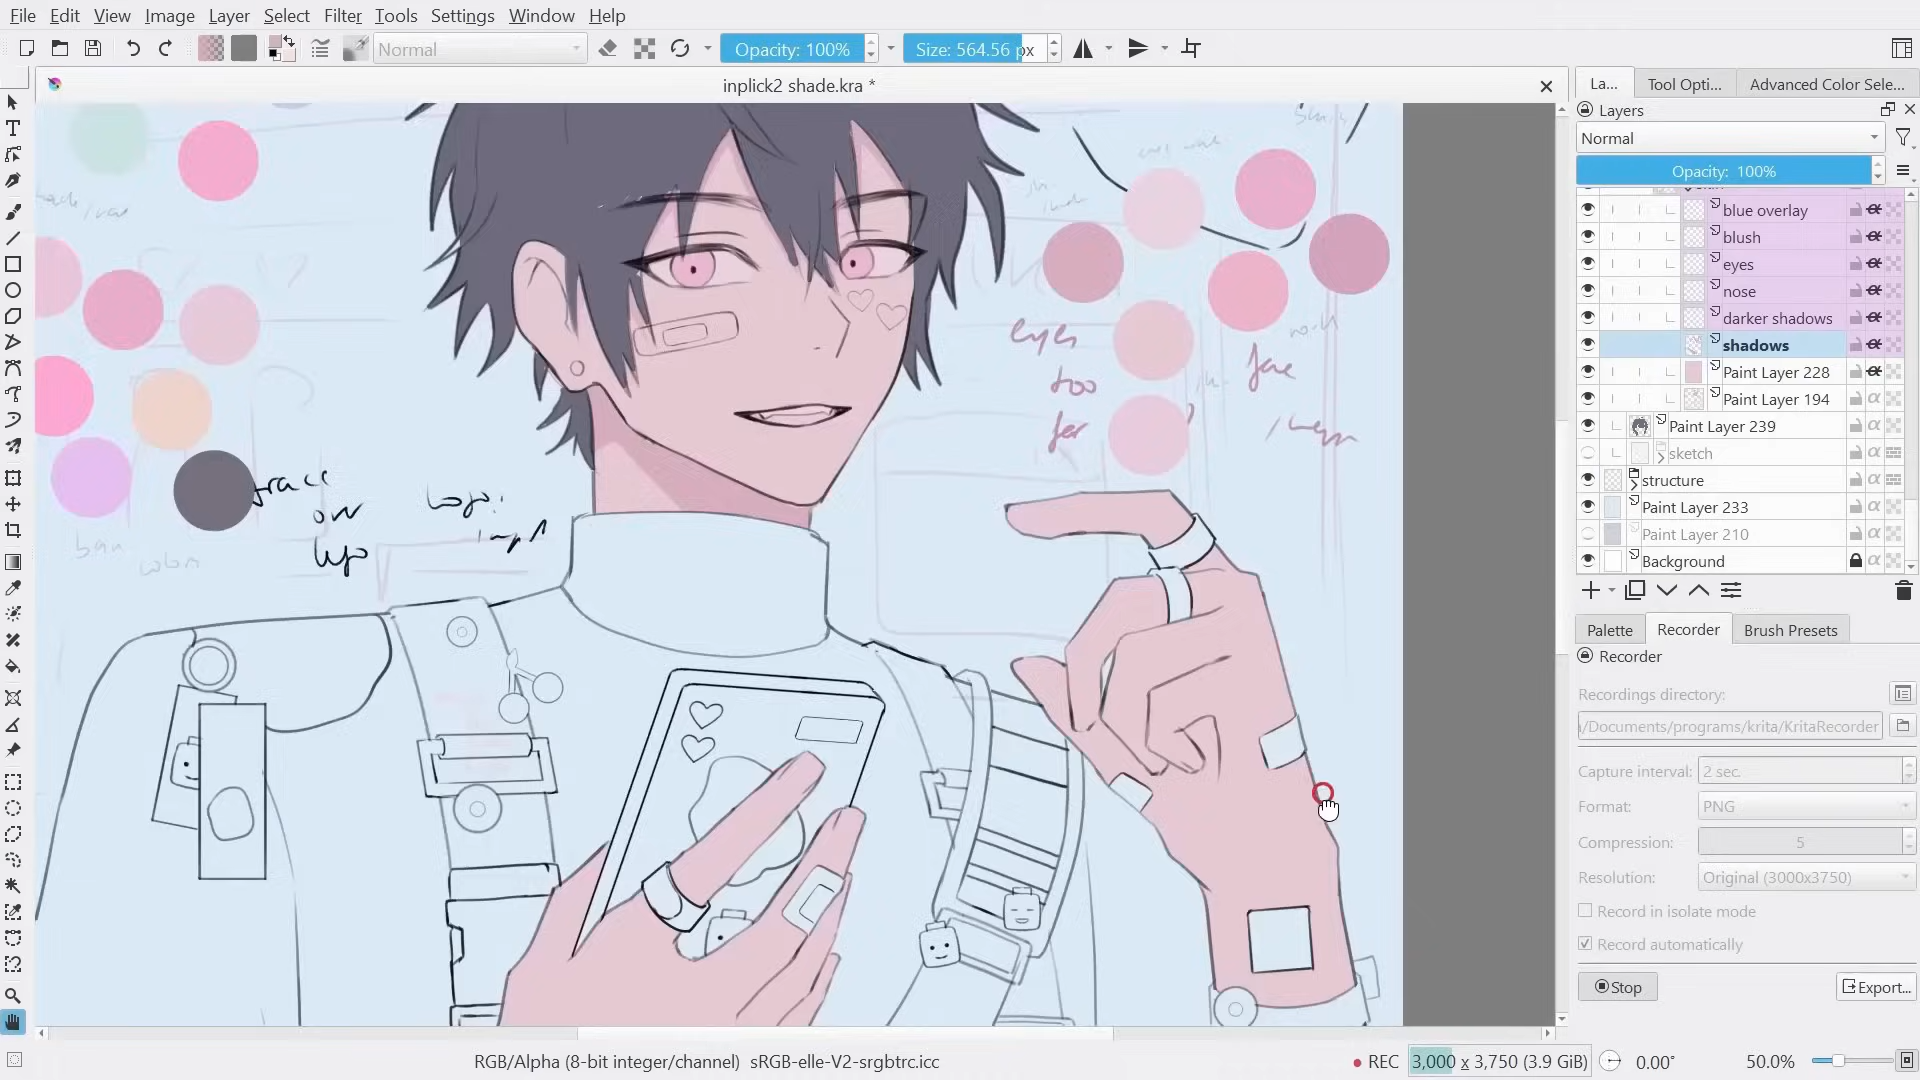 File Edit View Image Layer Select Filter Tools Settings Window Help
Normal
Opacity: 100%
Size: 564.56 px
inplick2 shade.kra *
La...
Tool Opti...
Advanced Color Sele...
Layers
Normal
Opacity: 100%
blue overlay
blush
eyes
nose
darker shadows
shadows
Paint Layer 228
Paint Layer 194
Paint Layer 239
sketch
structure
Paint Layer 233
Paint Layer 210
Background
eyes
too
far
Palette
Recorder
Brush Presets
Recorder
Recordings directory:
/Documents/programs/krita/KritaRecorder
Capture interval: 2 sec.
Format: PNG
Compression: 5
Resolution: Original (3000x3750)
Record in isolate mode
Record automatically
Stop
Export...
RGB/Alpha (8-bit integer/channel) sRGB-elle-V2-srgbtrc.icc
REC
3,000 x 3,750 (3.9 GiB)
0.00°
50.0%